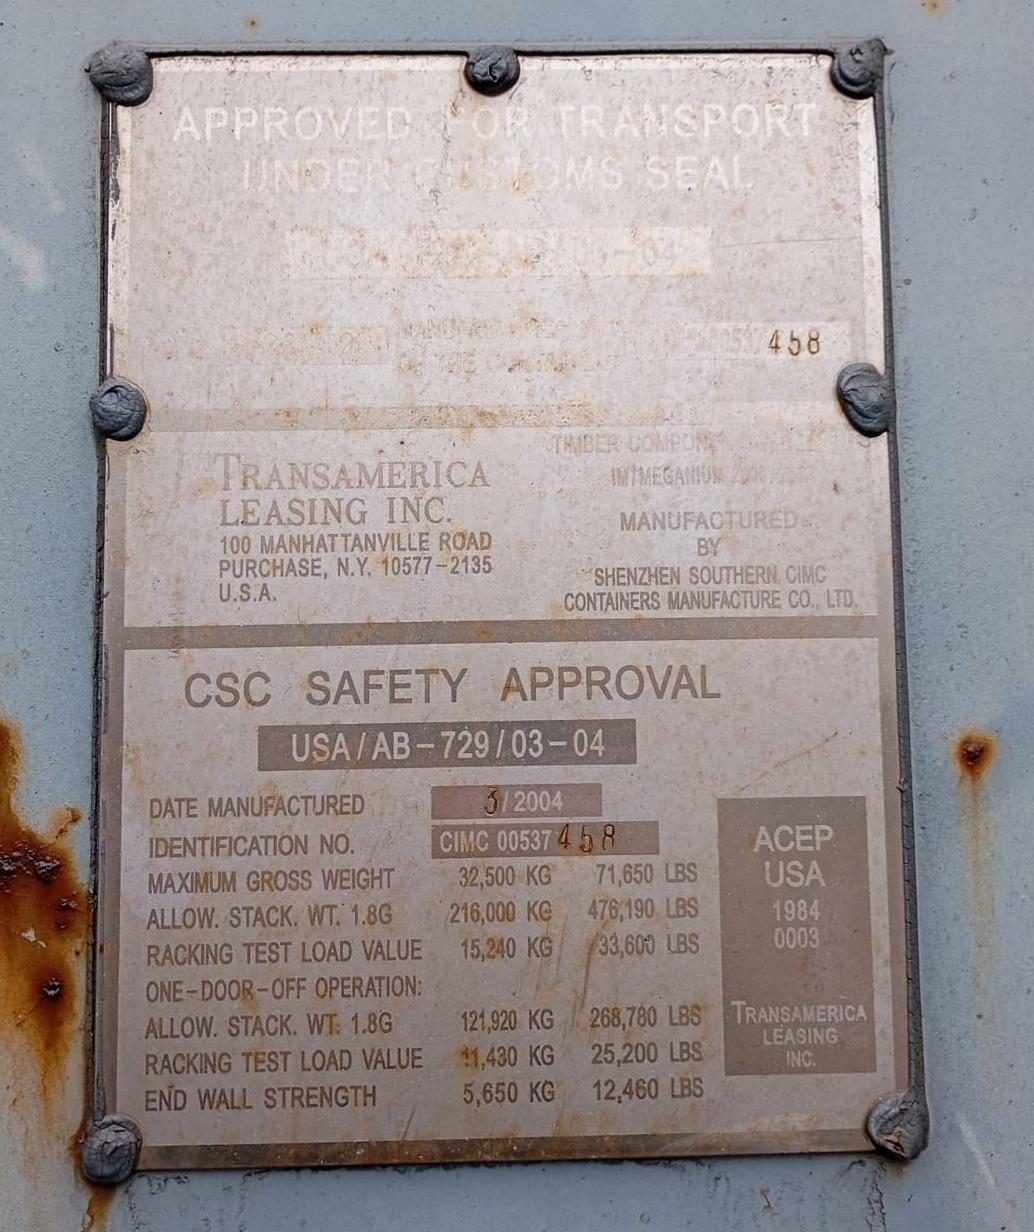 APPROVED FOR TRANSPORT
UNDER CUSTOMS SEAL
-04
MANUFACTURERS
458
OF THE
TRANSAMERICA
LEASING INC.
100 MANHATTANVILLE ROAD
PURCHASE, N.Y. 10577-2135
U.S.A.
TIMBER
IM/MEGANIUM
MANUFACTURED
BY
SHENZHEN SOUTHERN CIMC
CONTAINERS MANUFACTURE CO., LTD.
CSC SAFETY APPROVAL
USA/AB-729/03-04
DATE MANUFACTURED 3/2004
IDENTIFICATION NO. CIMC 00537458
MAXIMUM GROSS WEIGHT 32,500 KG 71,650 LBS
ALLOW. STACK. WT. 1.8G 216,000 KG 476,190 LBS
RACKING TEST LOAD VALUE 15,240 KG 33,600 LBS
ONE-DOOR-OFF OPERATION:
ALLOW. STACK. WT. 1.8G 121,920 KG 268,780 LBS
RACKING TEST LOAD VALUE 11,430 KG 25,200 LBS
END WALL STRENGTH 5,650 KG 12,460 LBS
ACEP
USA
1984
0003
TRANSAMERICA
LEASING
INC.